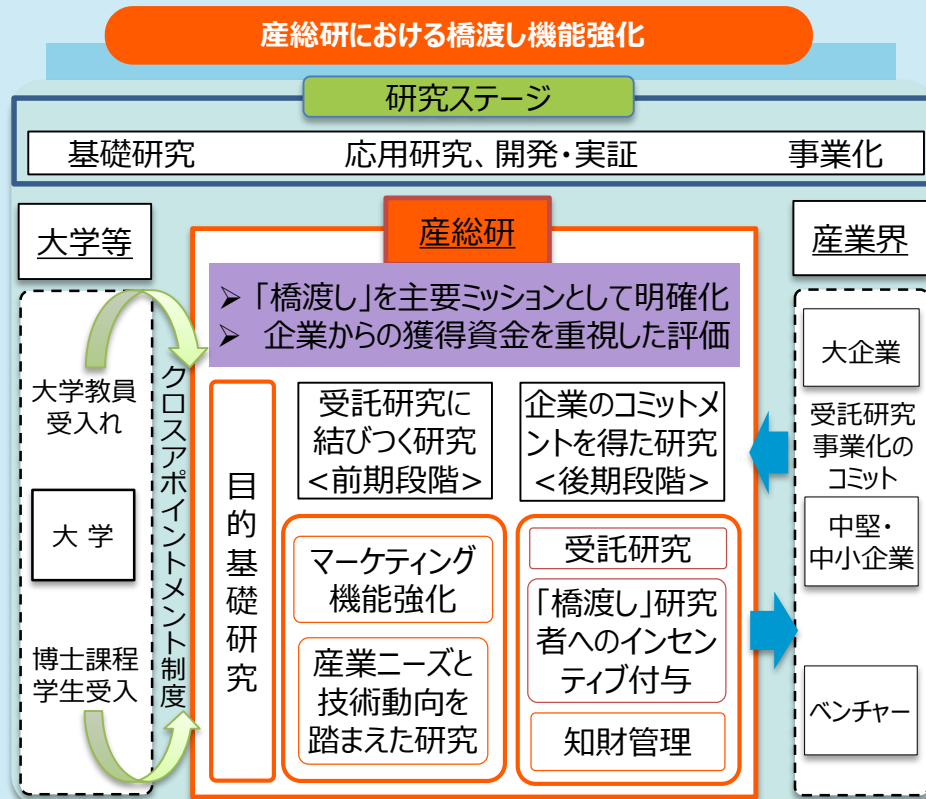 産総研における橋渡し機能強化
研究ステージ
基礎研究
応用研究、開発・実証
事業化
大学等
大学教員
受入れ
大 学
博士課程
学生受入
クロスアポイントメント制度
産総研
➢ 「橋渡し」を主要ミッションとして明確化
➢ 企業からの獲得資金を重視した評価
目的基礎研究
受託研究に
結びつく研究
<前期段階>
マーケティング
機能強化
産業ニーズと
技術動向を
踏まえた研究
企業のコミットメ
ントを得た研究
<後期段階>
受託研究
「橋渡し」研究
者へのインセン
ティブ付与
知財管理
産業界
大企業
受託研究
事業化の
コミット
中堅・
中小企業
ベンチャー